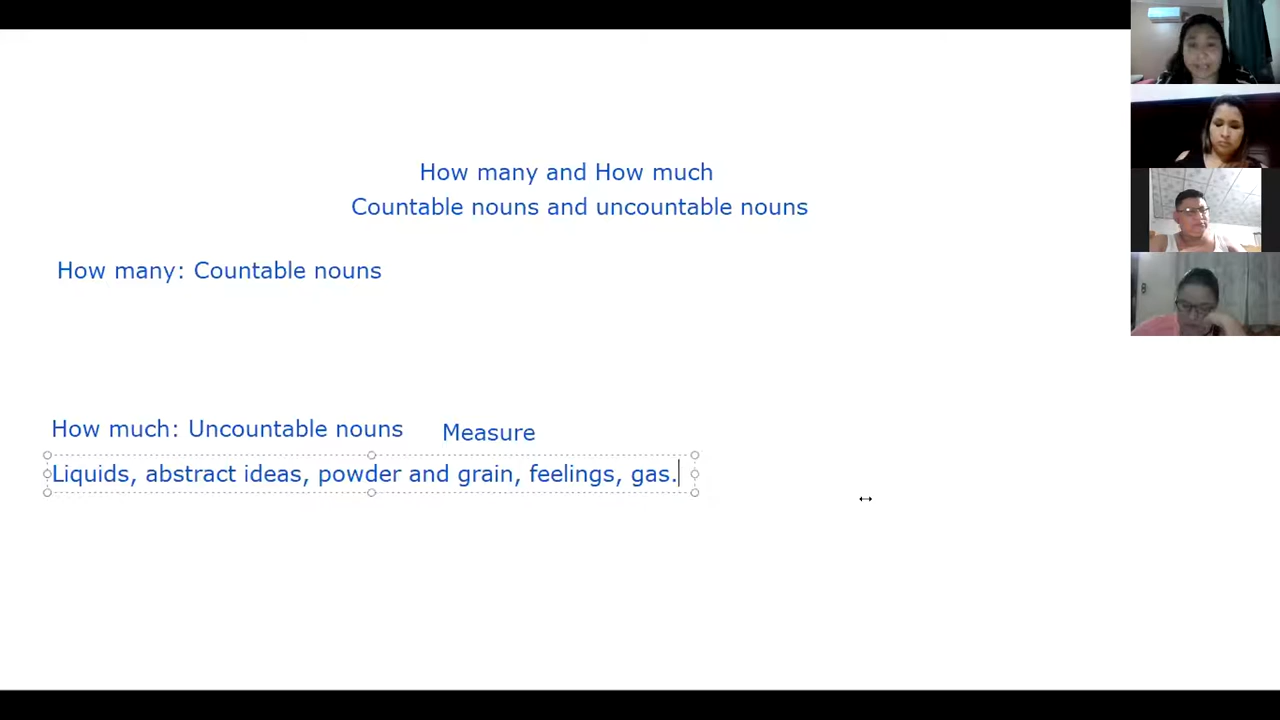 How many and How much
Countable nouns and uncountable nouns
How many: Countable nouns
How much: Uncountable nouns Measure
Liquids, abstract ideas, powder and grain, feelings, gas.